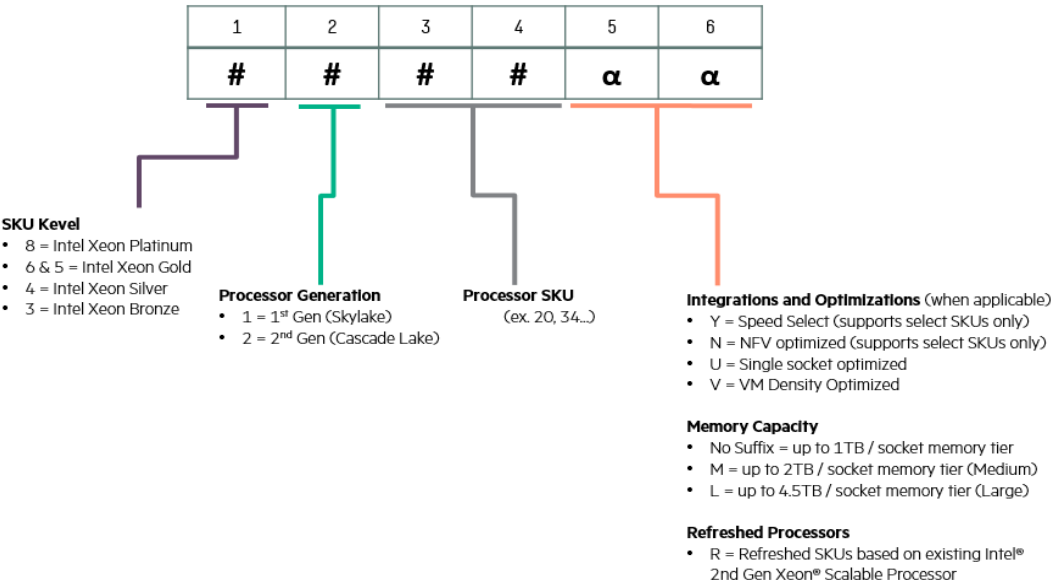 1 2 3 4 5 6
# # # # α α
SKU Kevel
• 8 = Intel Xeon Platinum
• 6 & 5 = Intel Xeon Gold
• 4 = Intel Xeon Silver
• 3 = Intel Xeon Bronze
Processor Generation
• 1 = 1st Gen (Skylake)
• 2 = 2nd Gen (Cascade Lake)
Processor SKU
(ex. 20, 34...)
Integrations and Optimizations (when applicable)
• Y = Speed Select (supports select SKUs only)
• N = NFV optimized (supports select SKUs only)
• U = Single socket optimized
• V = VM Density Optimized
Memory Capacity
• No Suffix = up to 1TB / socket memory tier
• M = up to 2TB / socket memory tier (Medium)
• L = up to 4.5TB / socket memory tier (Large)
Refreshed Processors
• R = Refreshed SKUs based on existing Intel®
2nd Gen Xeon® Scalable Processor